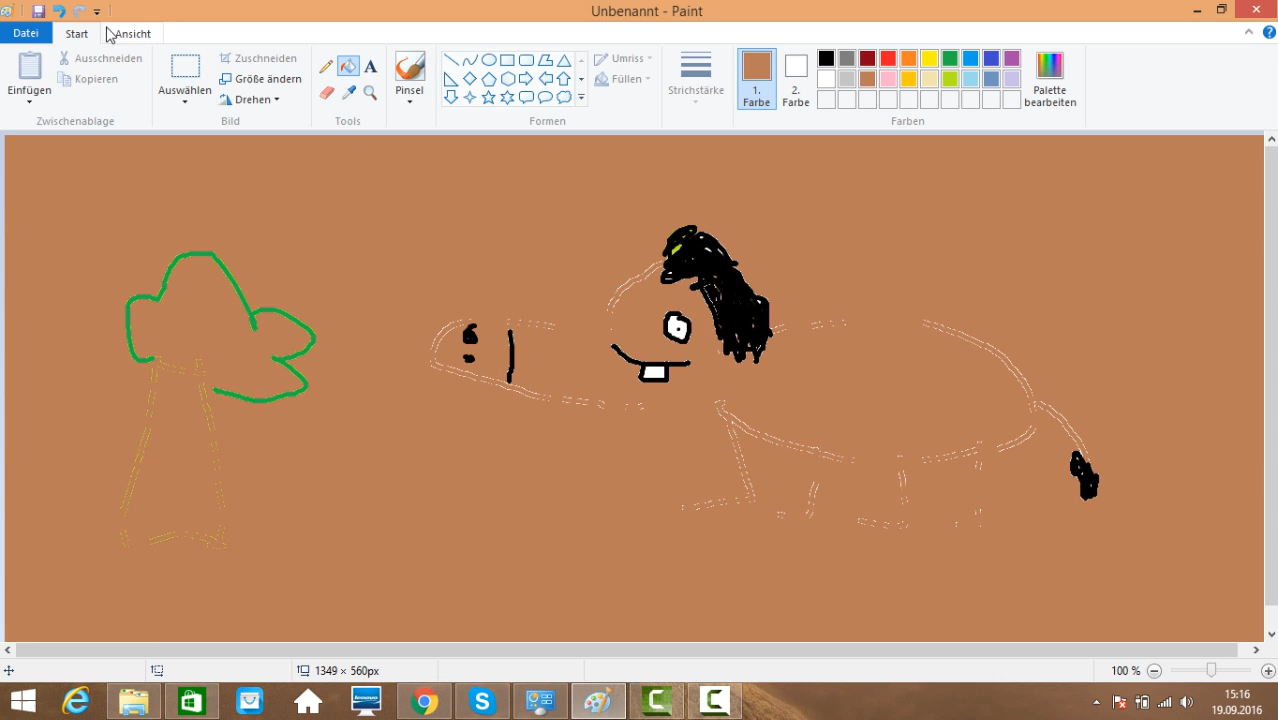 Unbenannt - Paint
Datei Start Ansicht
Einfügen
Ausschneiden
Kopieren
Zwischenablage
Auswählen
Zuschneiden
Größe ändern
Drehen
Bild
A
Tools
Pinsel
Formen
Umriss
Füllen
Strichstärke
1.
Farbe
2.
Farbe
Palette
bearbeiten
Farben
1349 × 560px
100 %
lenovo
15:16
19.09.2016